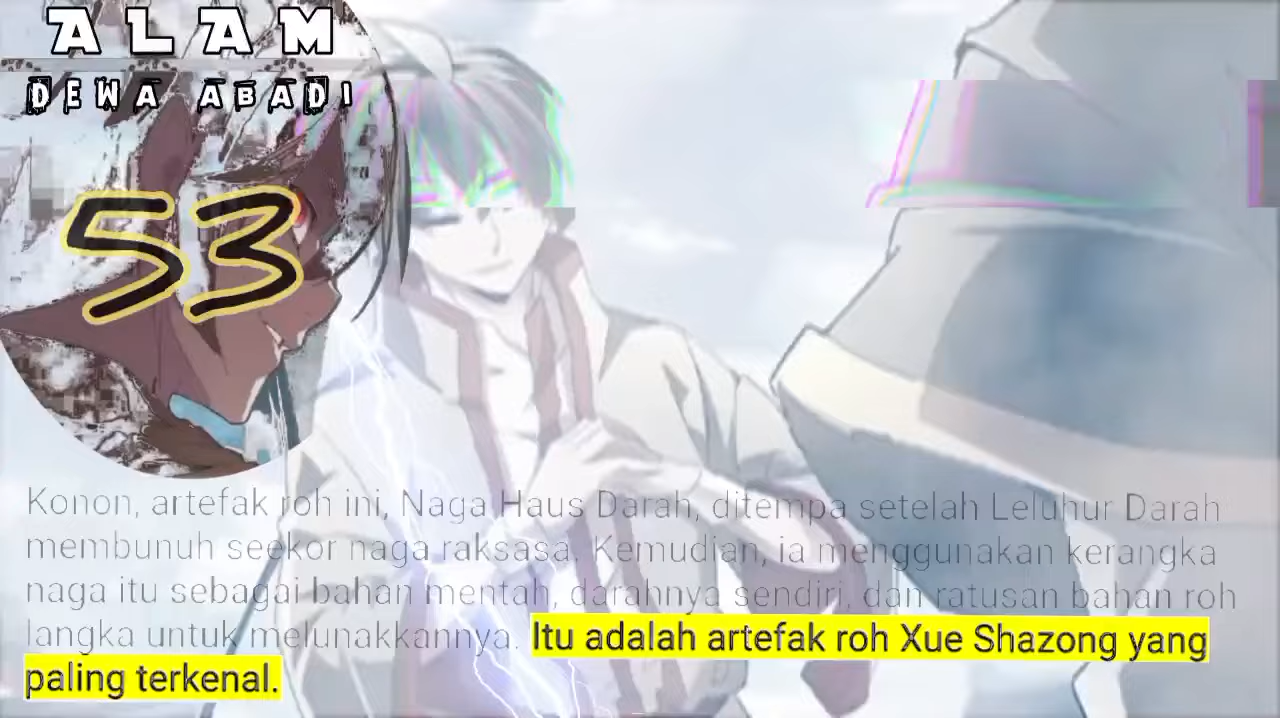 ALAM
DEWA ABADI
53
Konon, artefak roh ini, Naga Haus Darah, ditempa setelah Leluhur Darah
membunuh seekor naga raksasa. Kemudian, ia menggunakan kerangka
naga itu sebagai bahan mentah, darahnya sendiri, dan ratusan bahan roh
langka untuk melunakkannya. Itu adalah artefak roh Xue Shazong yang
paling terkenal.